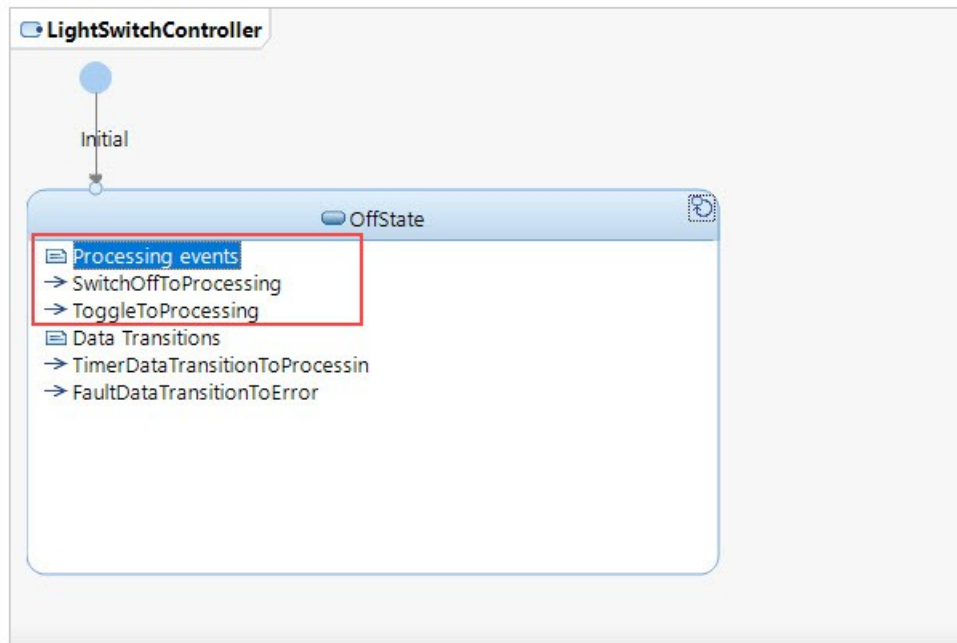 LightSwitchController
Initial
OffState
Processing events
SwitchOffToProcessing
ToggleToProcessing
Data Transitions
TimerDataTransitionToProcessin
FaultDataTransitionToError